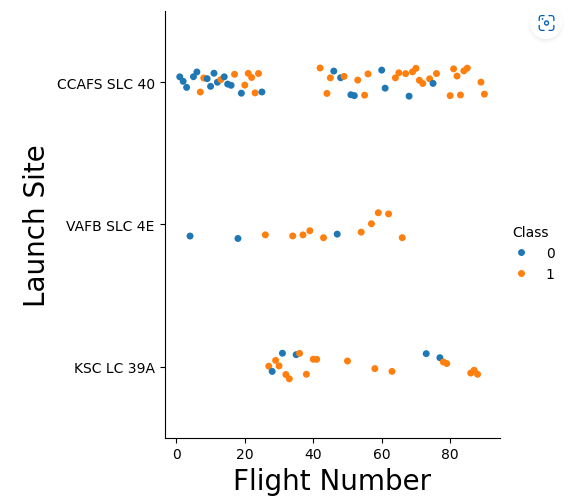 Launch Site
CCAFS SLC 40
VAFB SLC 4E
KSC LC 39A
Class
0
1
0 20 40 60 80
Flight Number